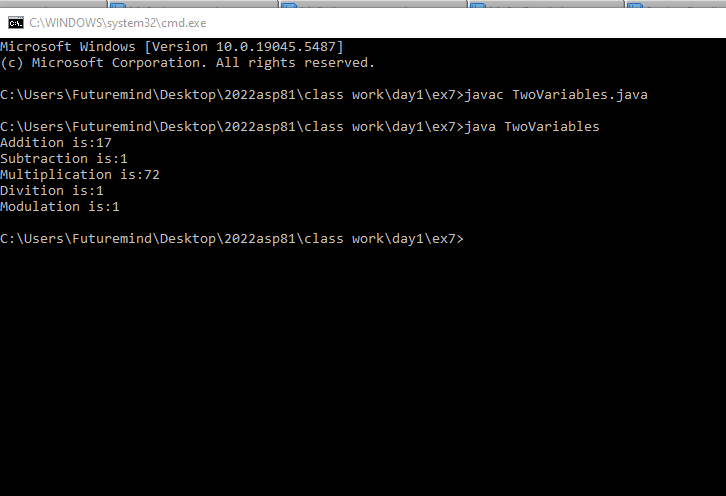 C:\WINDOWS\system32\cmd.exe
Microsoft Windows [Version 10.0.19045.5487]
(c) Microsoft Corporation. All rights reserved.
C:\Users\Futuremind\Desktop\2022asp81\class work\day1\ex7>javac TwoVariables.java
C:\Users\Futuremind\Desktop\2022asp81\class work\day1\ex7>java TwoVariables
Addition is:17
Subtraction is:1
Multiplication is:72
Divition is:1
Modulation is:1
C:\Users\Futuremind\Desktop\2022asp81\class work\day1\ex7>